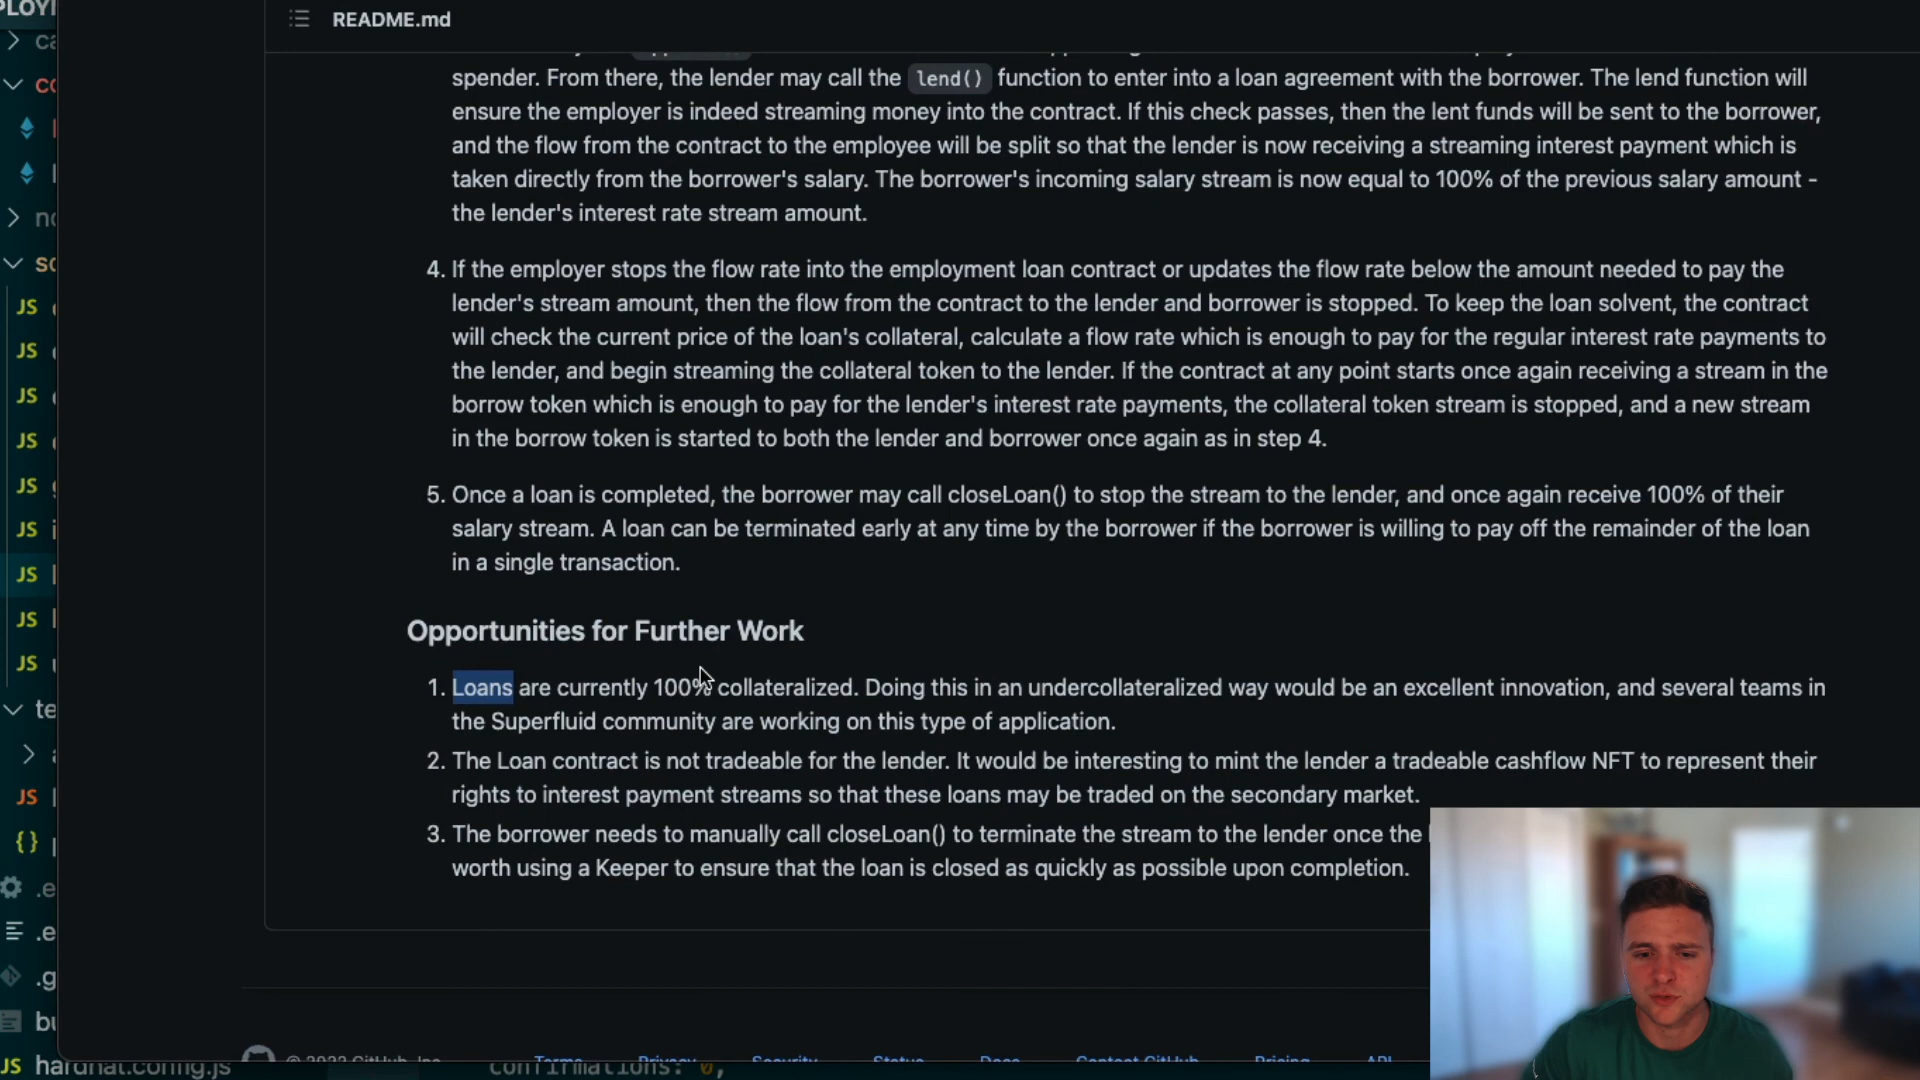 README.md
spender. From there, the lender may call the lend() function to enter into a loan agreement with the borrower. The lend function will
ensure the employer is indeed streaming money into the contract. If this check passes, then the lent funds will be sent to the borrower,
and the flow from the contract to the employee will be split so that the lender is now receiving a streaming interest payment which is
taken directly from the borrower's salary. The borrower's incoming salary stream is now equal to 100% of the previous salary amount -
the lender's interest rate stream amount.
4. If the employer stops the flow rate into the employment loan contract or updates the flow rate below the amount needed to pay the
lender's stream amount, then the flow from the contract to the lender and borrower is stopped. To keep the loan solvent, the contract
will check the current price of the loan's collateral, calculate a flow rate which is enough to pay for the regular interest rate payments to
the lender, and begin streaming the collateral token to the lender. If the contract at any point starts once again receiving a stream in the
borrow token which is enough to pay for the lender's interest rate payments, the collateral token stream is stopped, and a new stream
in the borrow token is started to both the lender and borrower once again as in step 4.
5. Once a loan is completed, the borrower may call closeLoan() to stop the stream to the lender, and once again receive 100% of their
salary stream. A loan can be terminated early at any time by the borrower if the borrower is willing to pay off the remainder of the loan
in a single transaction.
Opportunities for Further Work
1. Loans are currently 100% collateralized. Doing this in an undercollateralized way would be an excellent innovation, and several teams in
the Superfluid community are working on this type of application.
2. The Loan contract is not tradeable for the lender. It would be interesting to mint the lender a tradeable cashflow NFT to represent their
rights to interest payment streams so that these loans may be traded on the secondary market.
3. The borrower needs to manually call closeLoan() to terminate the stream to the lender once the
worth using a Keeper to ensure that the loan is closed as quickly as possible upon completion.
© 2022 GitHub, Inc. Terms Privacy Security Status Docs Contact GitHub Pricing API
JS hardhat.config.js
confirmations: 0,